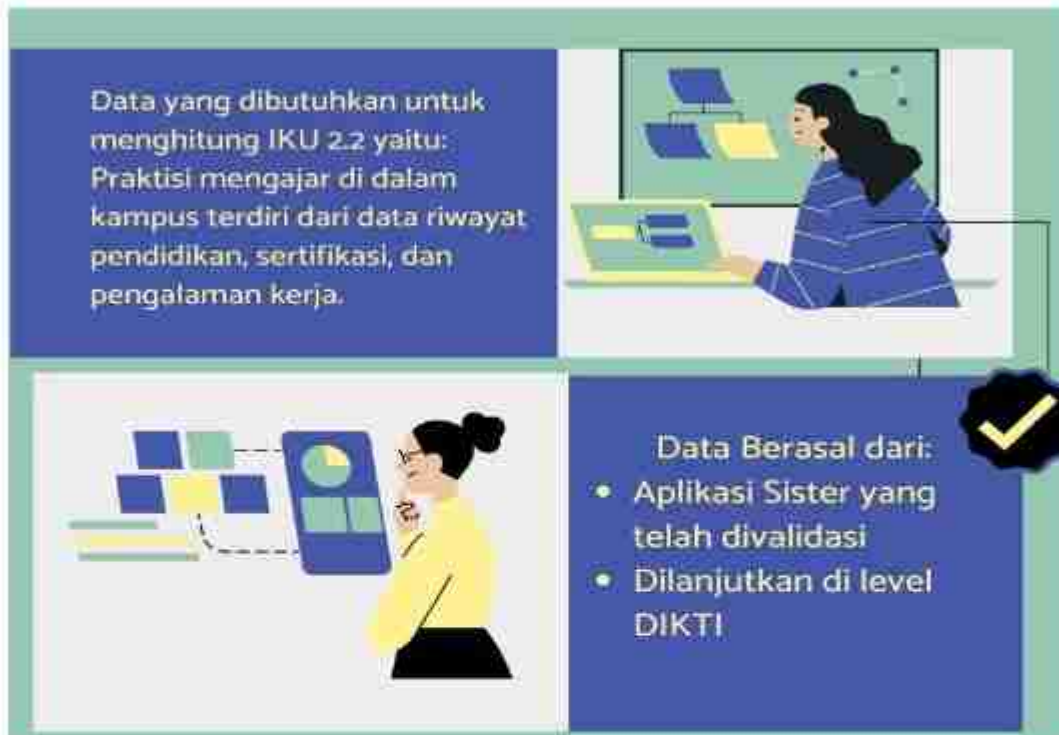 Data yang dibutuhkan untuk
menghitung IKU 2.2 yaitu:
Praktisi mengajar di dalam
kampus terdiri dari data riwayat
pendidikan, sertifikasi, dan
pengalaman kerja.
Data Berasal dari:
• Aplikasi Sister yang
telah divalidasi
• Dilanjutkan di level
DIKTI